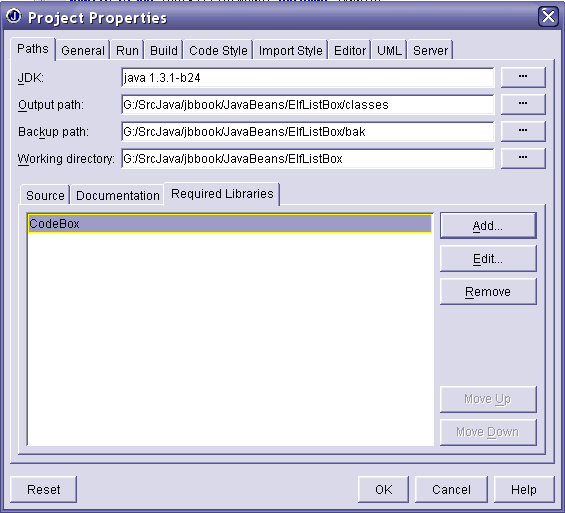 Project Properties
Paths General Run Build Code Style Import Style Editor UML Server
JDK: java 1.3.1-b24 ...
Output path: G:/SrcJava/jbbook/JavaBeans/ElfListBox/classes ...
Backup path: G:/SrcJava/jbbook/JavaBeans/ElfListBox/bak ...
Working directory: G:/SrcJava/jbbook/JavaBeans/ElfListBox ...
Source Documentation Required Libraries
CodeBox Add...
Edit...
Remove
Move Up
Move Down
Reset OK Cancel Help